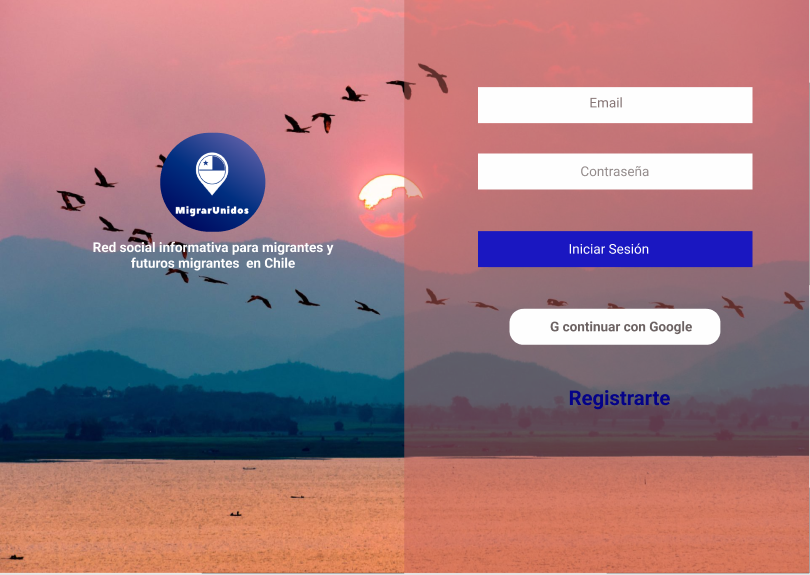 MigrarUnidos
Red social informativa para migrantes y
futuros migrantes en Chile
Email
Contraseña
Iniciar Sesión
G continuar con Google
Registrarte